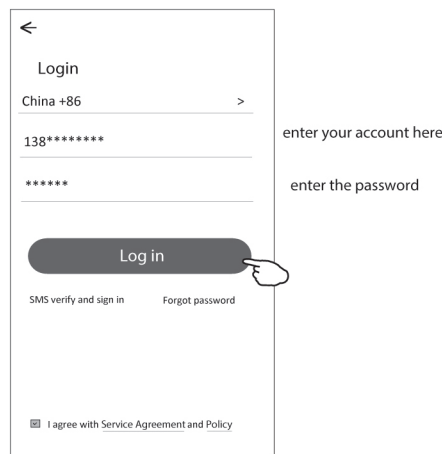 Login
China +86 >
138********
enter your account here
******
enter the password
Log in
SMS verify and sign in Forgot password
I agree with Service Agreement and Policy